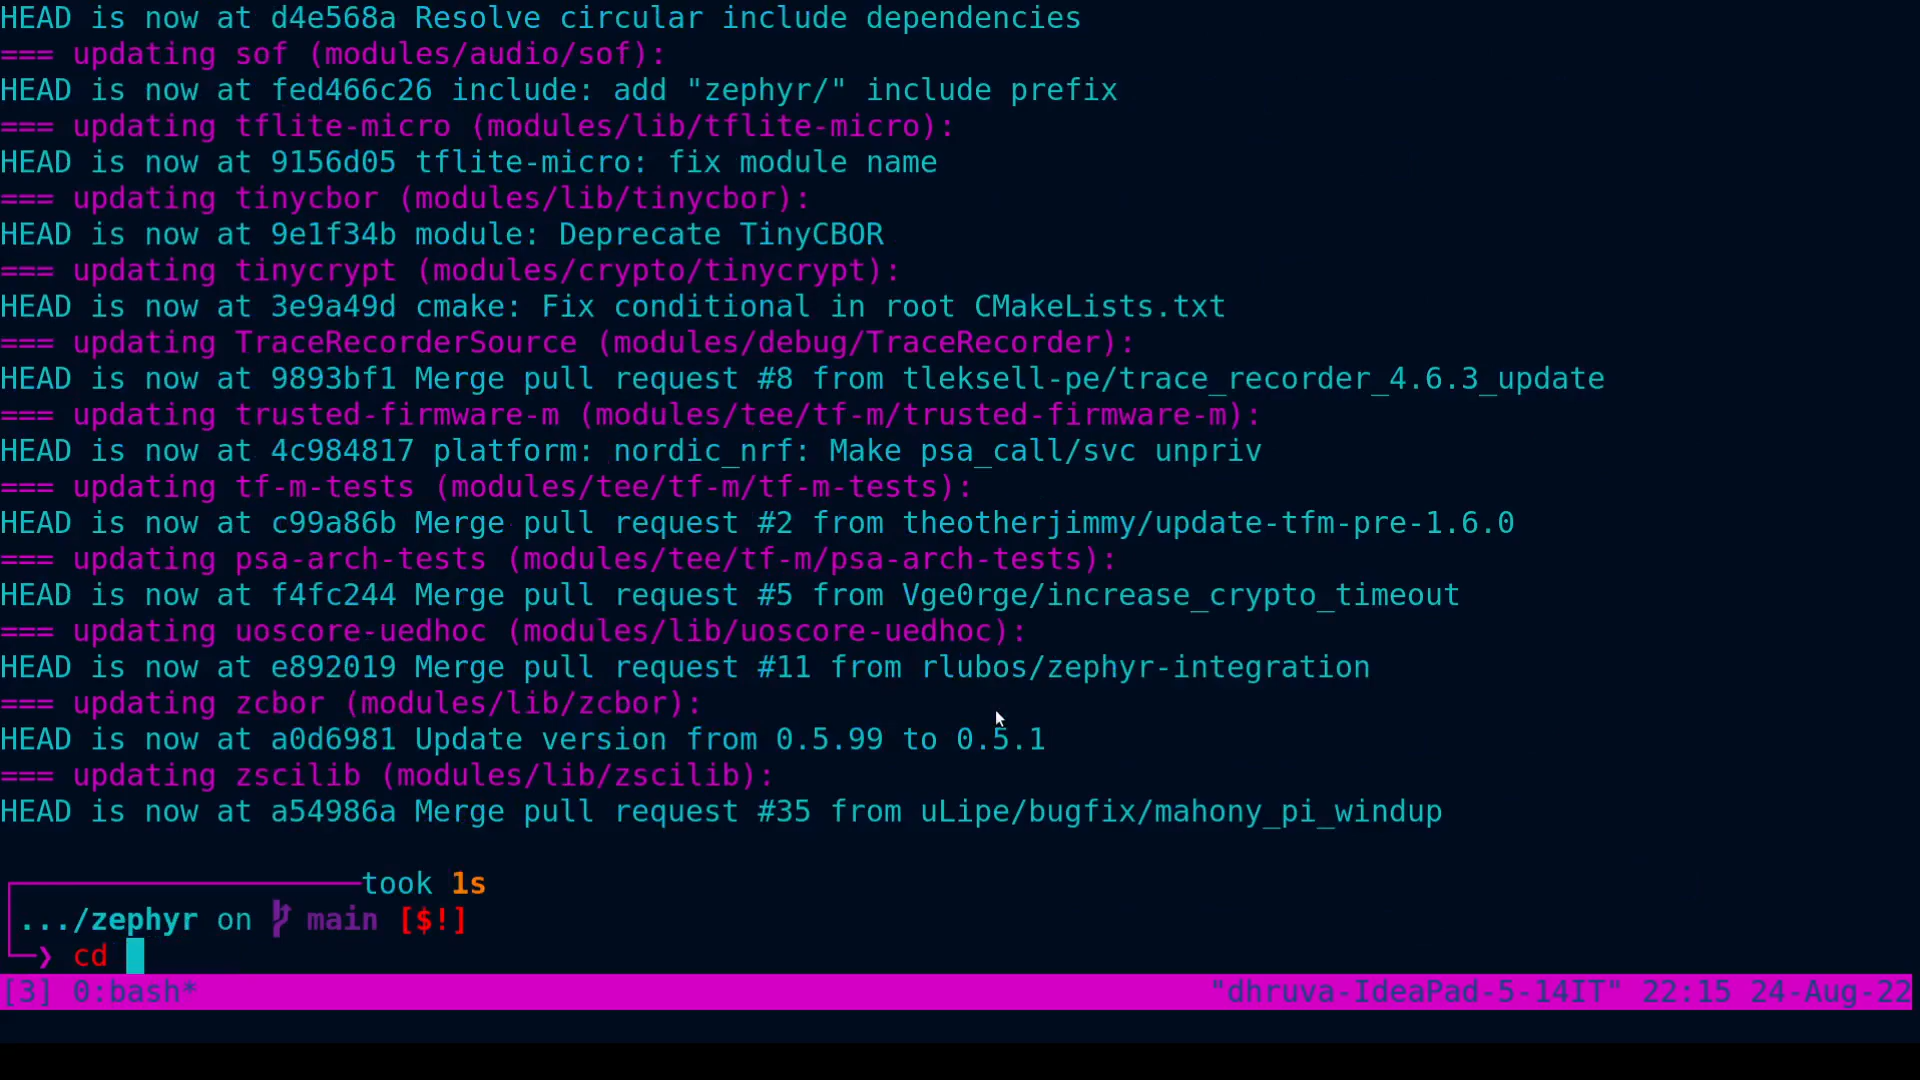 HEAD is now at d4e568a Resolve circular include dependencies
=== updating sof (modules/audio/sof):
HEAD is now at fed466c26 include: add "zephyr/" include prefix
=== updating tflite-micro (modules/lib/tflite-micro):
HEAD is now at 9156d05 tflite-micro: fix module name
=== updating tinycbor (modules/lib/tinycbor):
HEAD is now at 9e1f34b module: Deprecate TinyCBOR
=== updating tinycrypt (modules/crypto/tinycrypt):
HEAD is now at 3e9a49d cmake: Fix conditional in root CMakeLists.txt
=== updating TraceRecorderSource (modules/debug/TraceRecorder):
HEAD is now at 9893bf1 Merge pull request #8 from tleksell-pe/trace_recorder_4.6.3_update
=== updating trusted-firmware-m (modules/tee/tf-m/trusted-firmware-m):
HEAD is now at 4c984817 platform: nordic_nrf: Make psa_call/svc unpriv
=== updating tf-m-tests (modules/tee/tf-m/tf-m-tests):
HEAD is now at c99a86b Merge pull request #2 from theotherjimmy/update-tfm-pre-1.6.0
=== updating psa-arch-tests (modules/tee/tf-m/psa-arch-tests):
HEAD is now at f4fc244 Merge pull request #5 from Vge0rge/increase_crypto_timeout
=== updating uoscore-uedhoc (modules/lib/uoscore-uedhoc):
HEAD is now at e892019 Merge pull request #11 from rlubos/zephyr-integration
=== updating zcbor (modules/lib/zcbor):
HEAD is now at a0d6981 Update version from 0.5.99 to 0.5.1
=== updating zscilib (modules/lib/zscilib):
HEAD is now at a54986a Merge pull request #35 from uLipe/bugfix/mahony_pi_windup
took 1s
.../zephyr on main [$!]
❯ cd
[3] 0:bash* "dhruva-IdeaPad-5-14IT" 22:15 24-Aug-22